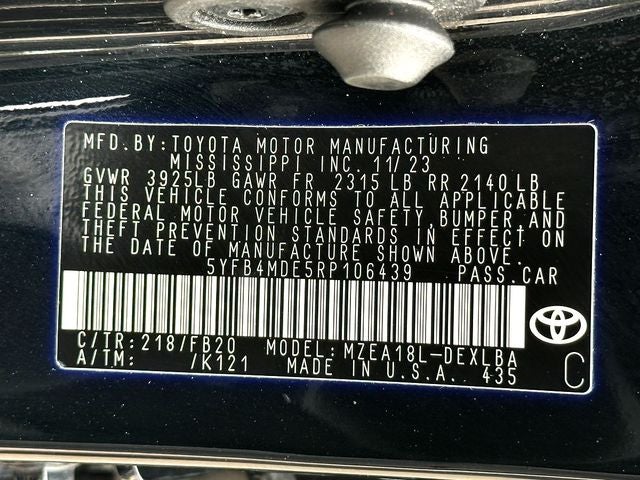 MFD. BY: TOYOTA MOTOR MANUFACTURING
MISSISSIPPI INC. 11/23
GVWR 3925LB GAWR FR 2315 LB RR 2140 LB
THIS VEHICLE CONFORMS TO ALL APPLICABLE
FEDERAL MOTOR VEHICLE SAFETY, BUMPER, AND
THEFT PREVENTION STANDARDS IN EFFECT ON
THE DATE OF MANUFACTURE SHOWN ABOVE.
5YFB4MDE5RP106439 PASS. CAR
C/TR: 218/FB20 MODEL: MZEA18L-DEXLBA
A/TM: /K121 MADE IN U.S.A. 435
C